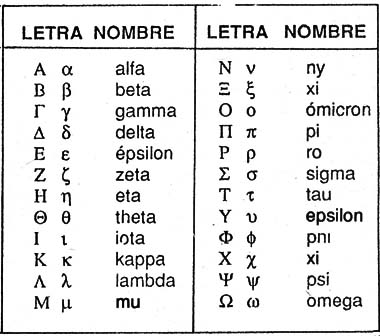 LETRA NOMBRE
Α α alfa
Β β beta
Γ γ gamma
Δ δ delta
Ε ε épsilon
Ζ ζ zeta
Η η eta
Θ θ theta
Ι ι iota
Κ κ kappa
Λ λ lambda
Μ μ mu
LETRA NOMBRE
Ν ν ny
Ξ ξ xi
Ο ο ómicron
Π π pi
Ρ ρ ro
Σ σ sigma
Τ τ tau
Υ υ epsilon
Φ φ pnı
Χ χ xi
Ψ ψ psi
Ω ω omega